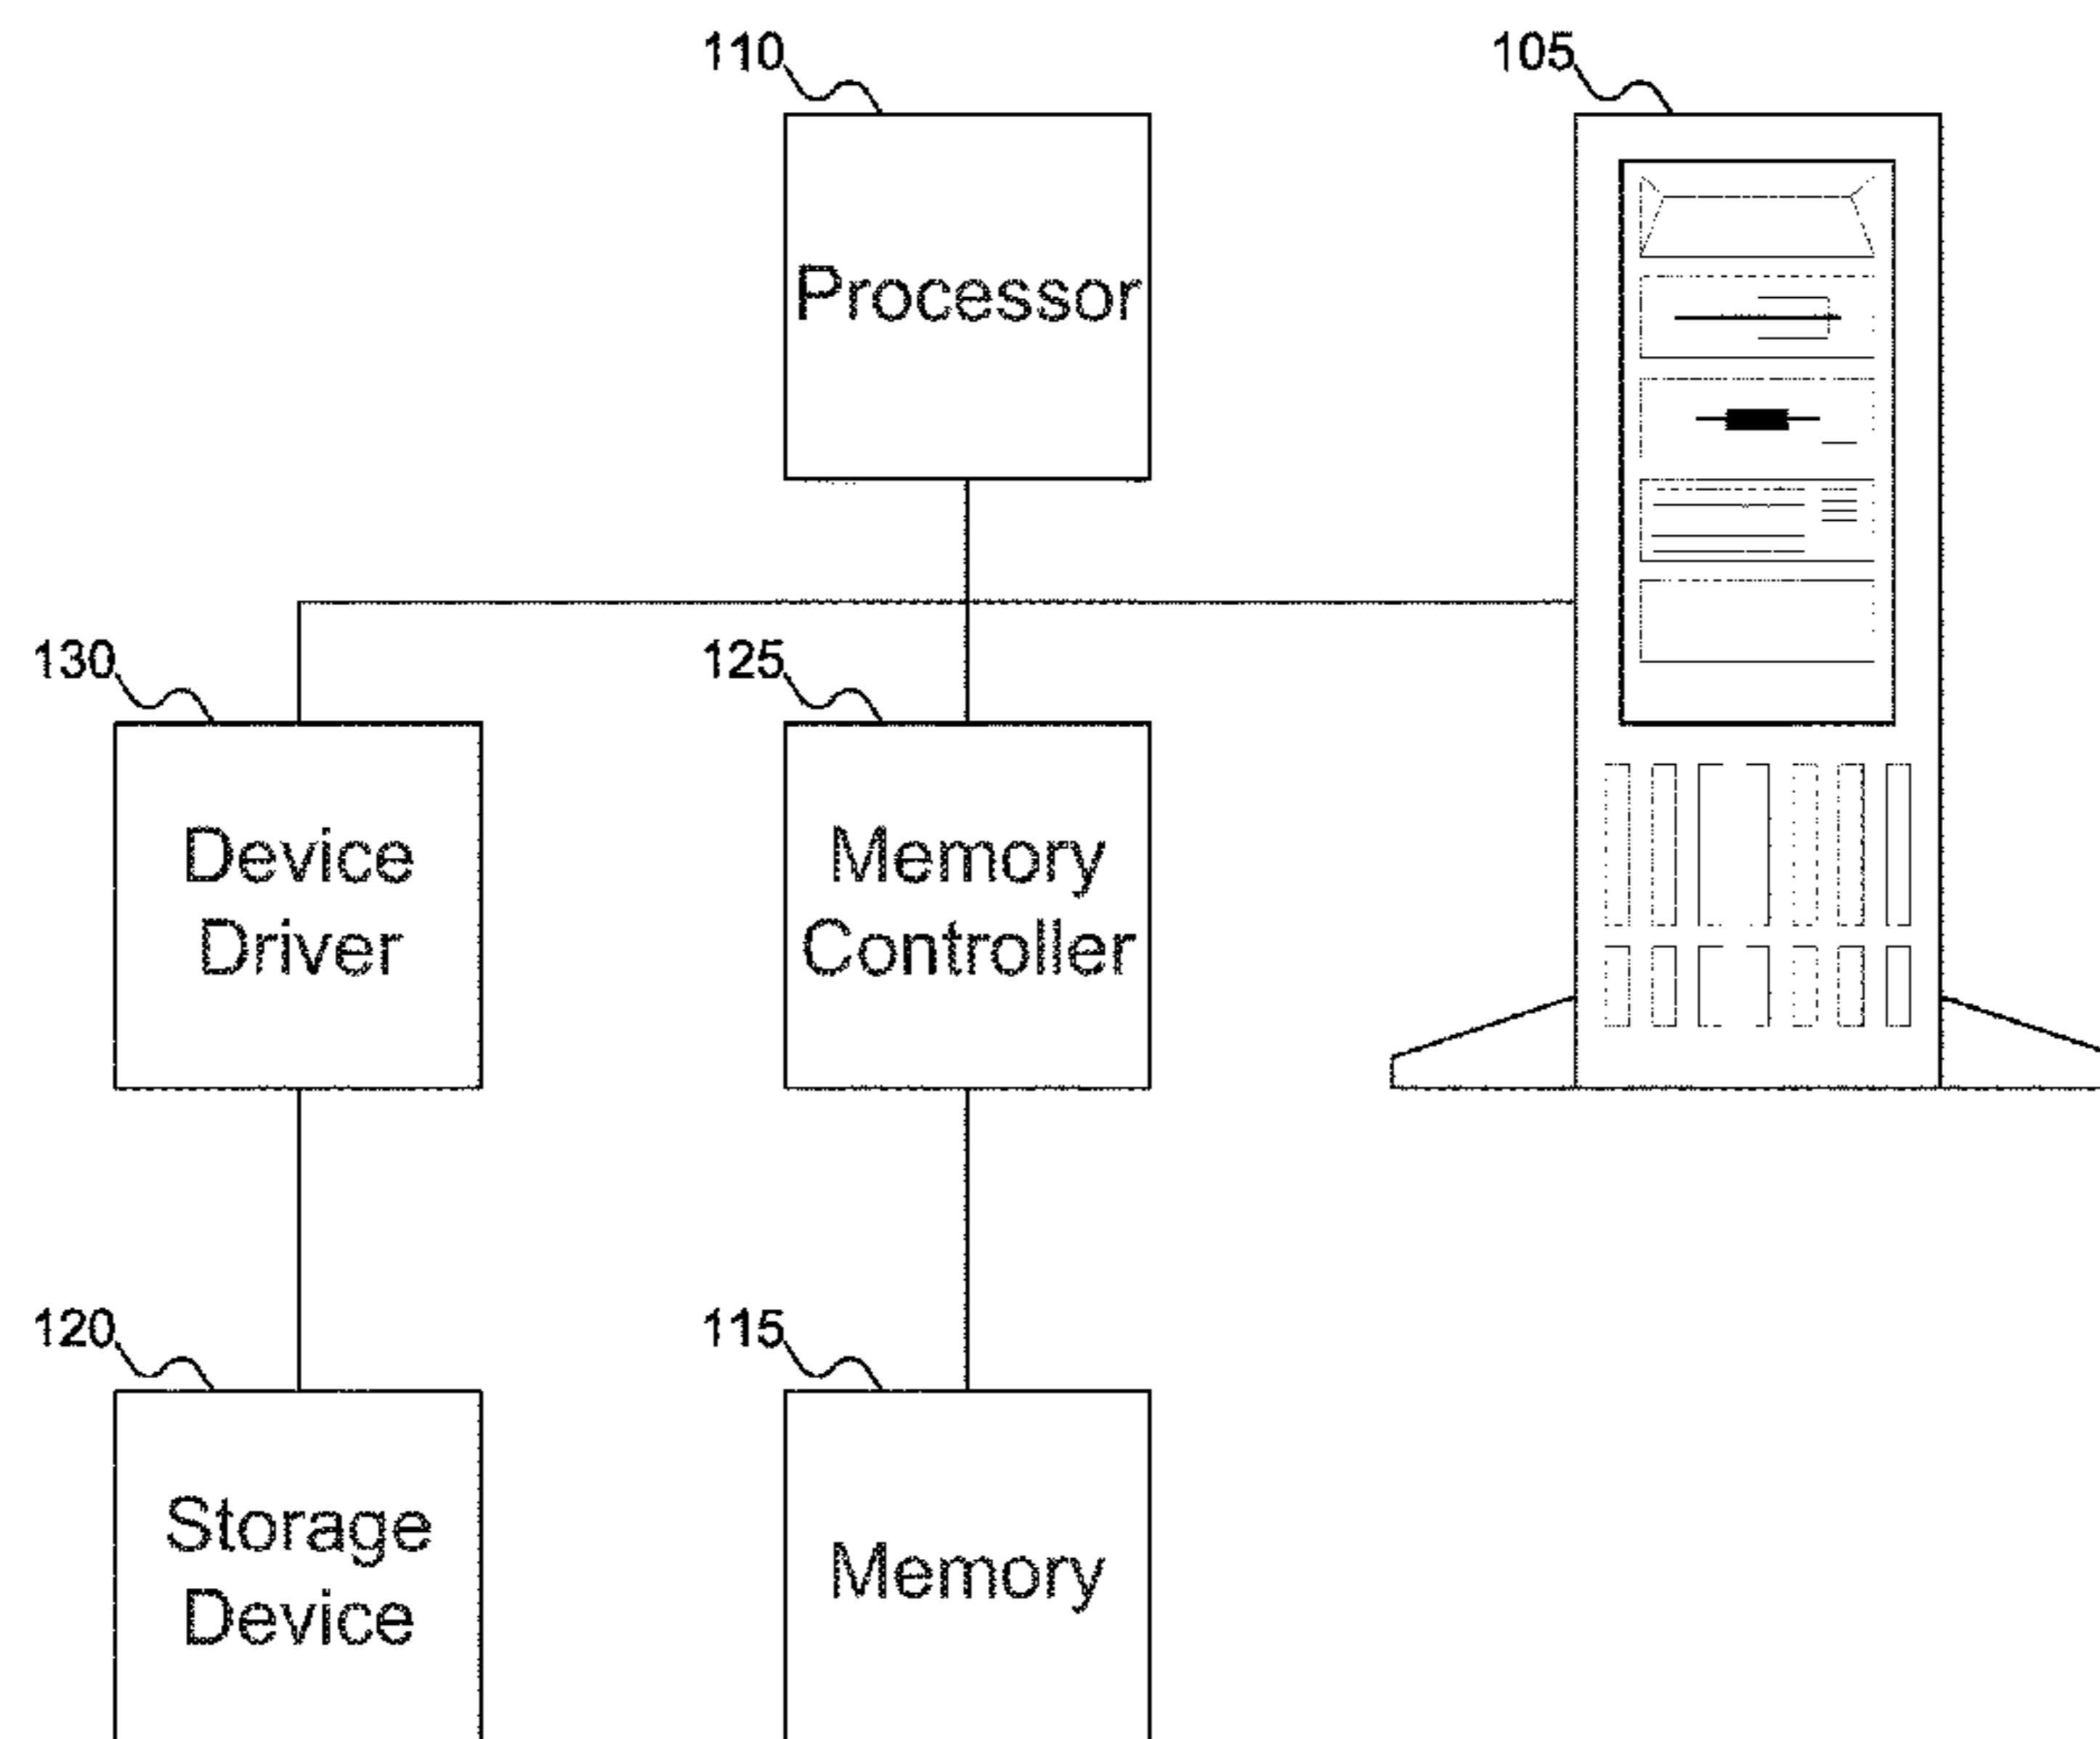 110
105
Processor
130
125
Device
Driver
Memory
Controller
120
115
Storage
Device
Memory